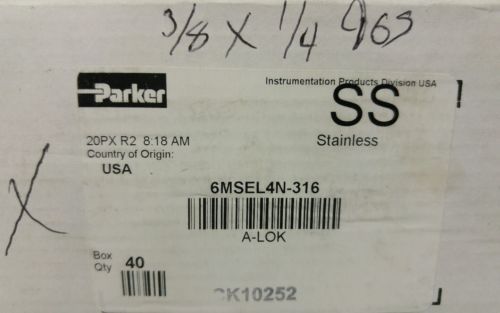 3/8 X 1/4 90s
Instrumentation Products Division USA
Parker
SS
20PX R2 8:18 AM
Stainless
Country of Origin:
USA
6MSEL4N-316
A-LOK
Box
Qty 40
CK10252
X